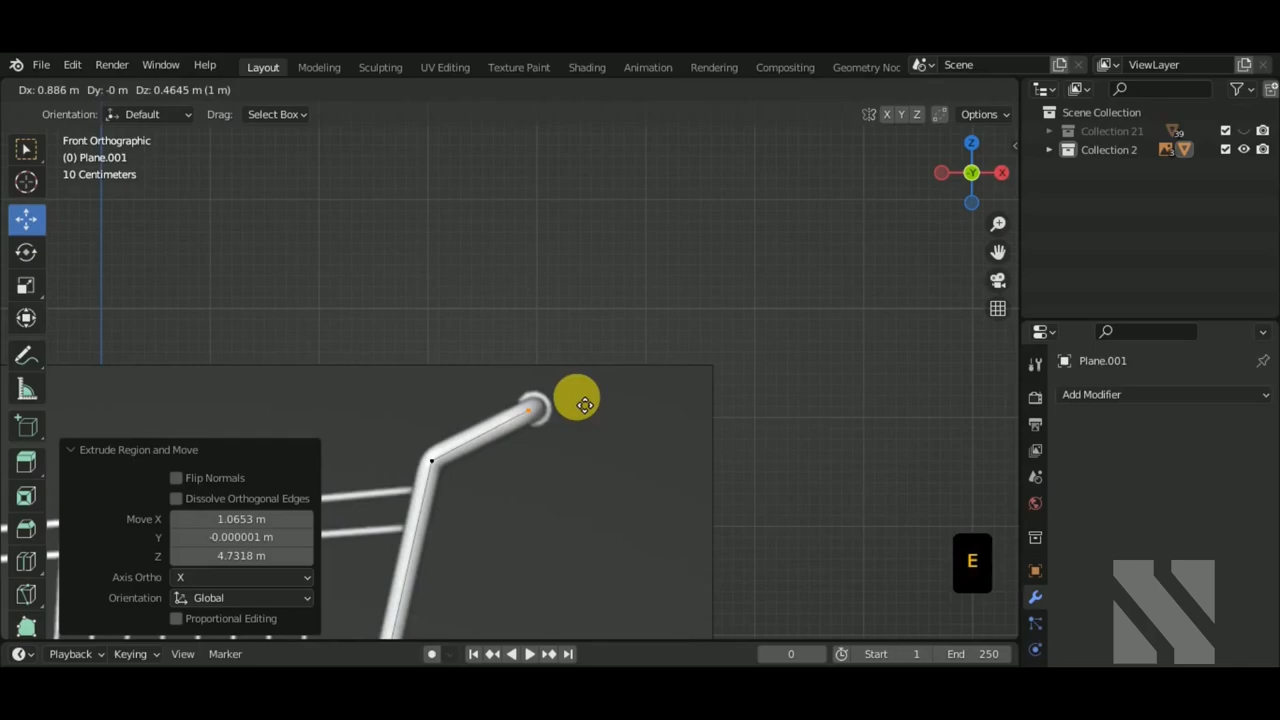 File Edit Render Window Help Layout Modeling Sculpting UV Editing Texture Paint Shading Animation Rendering Compositing Geometry Noc Scene ViewLayer
Dx: 0.886 m Dy: -0 m Dz: 0.4645 m (1 m)
Orientation: Default Drag: Select Box X Y Z Options
Front Orthographic
(0) Plane.001
10 Centimeters
Z
Y
X
Scene Collection
Collection 21 39
Collection 2 3
Plane.001
Add Modifier
Extrude Region and Move
Flip Normals
Dissolve Orthogonal Edges
Move X 1.0653 m
Y -0.000001 m
Z 4.7318 m
Axis Ortho X
Orientation Global
Proportional Editing
E
Playback Keying View Marker 0 Start 1 End 250